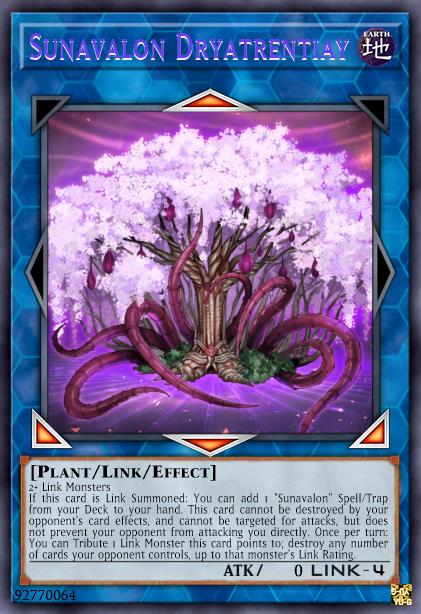 SUNAVALON DRYATRENTIAY
EARTH
地
[PLANT/LINK/EFFECT]
2+ Link Monsters
If this card is Link Summoned: You can add 1 "Sunavalon" Spell/Trap
from your Deck to your hand. This card cannot be destroyed by your
opponent's card effects, and cannot be targeted for attacks, but does
not prevent your opponent from attacking you directly. Once per turn:
You can Tribute 1 Link Monster this card points to; destroy any number
of cards your opponent controls, up to that monster's Link Rating.
ATK/ 0 LINK-4
92770064